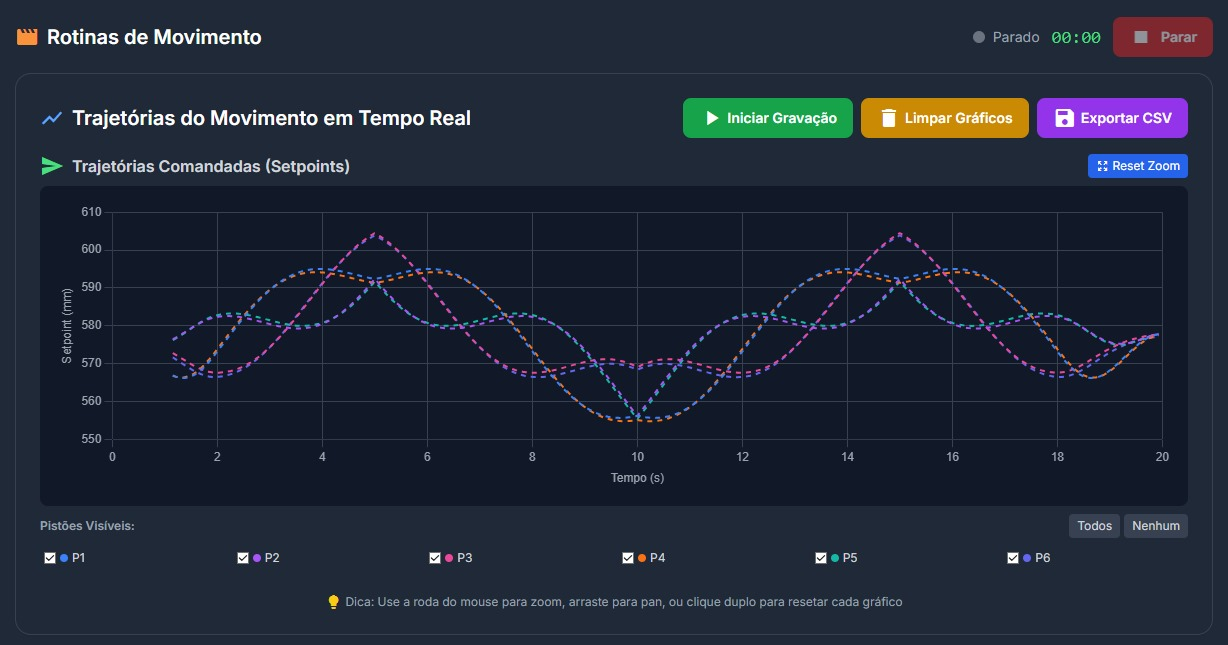 Rotinas de Movimento
Parado 00:00 Parar
Trajetórias do Movimento em Tempo Real
Iniciar Gravação Limpar Gráficos Exportar CSV
Trajetórias Comandadas (Setpoints)
Reset Zoom
610
600
590
580
570
560
550
Setpoint (mm)
0 2 4 6 8 10 12 14 16 18 20
Tempo (s)
Pistões Visíveis:
Todos Nenhum
P1 P2 P3 P4 P5 P6
Dica: Use a roda do mouse para zoom, arraste para pan, ou clique duplo para resetar cada gráfico